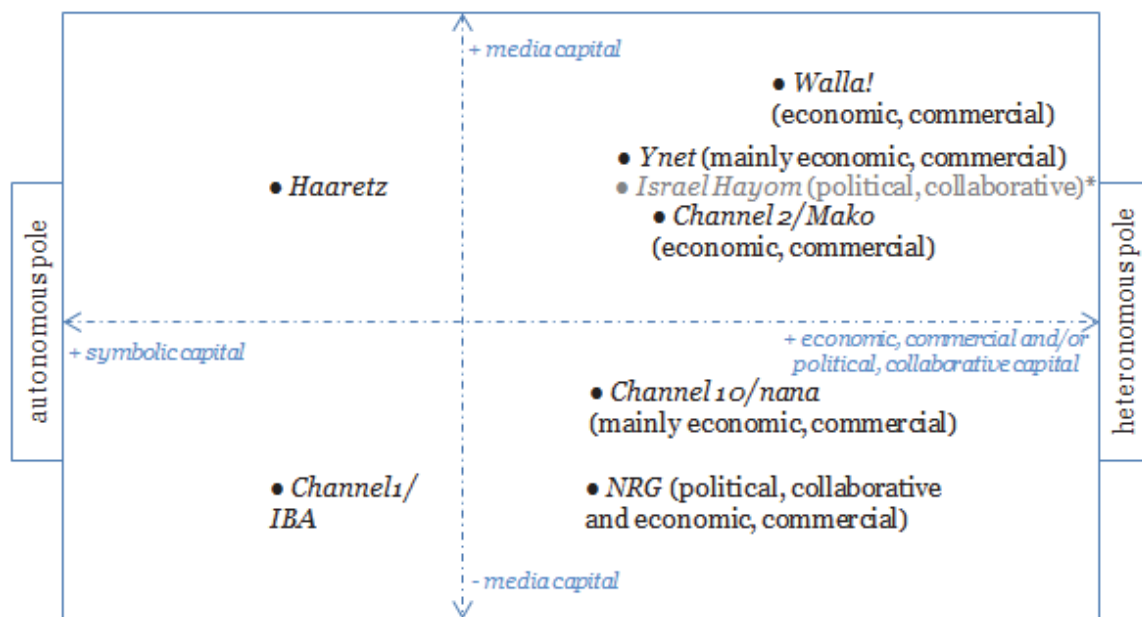 + media capital
● Walla!
(economic, commercial)
● Ynet (mainly economic, commercial)
● Haaretz
● Israel Hayom (political, collaborative)*
● Channel 2/Mako
(economic, commercial)
autonomous pole
heteronomous pole
+ symbolic capital
+ economic, commercial and/or
political, collaborative capital
● Channel 10/nana
(mainly economic, commercial)
● Channel1/
IBA
● NRG (political, collaborative
and economic, commercial)
- media capital